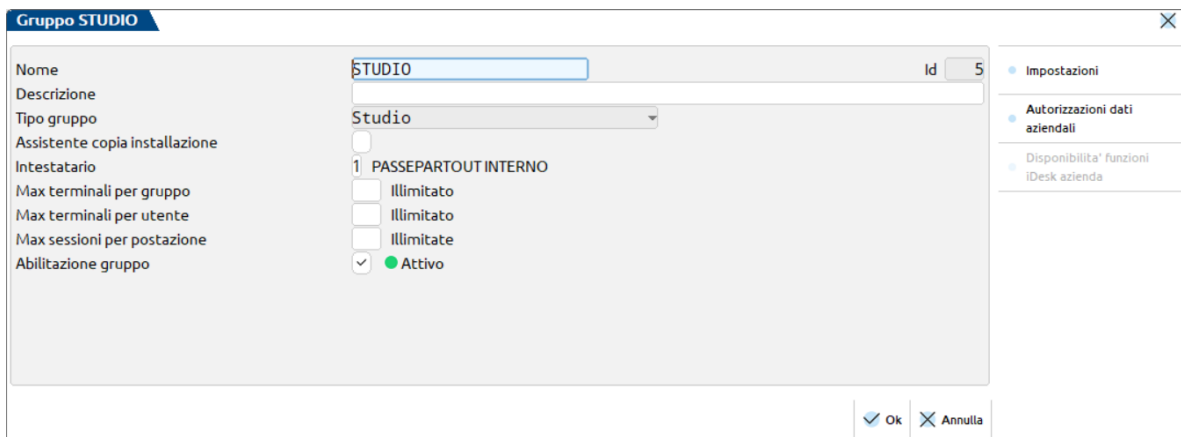 Gruppo STUDIO
Nome STUDIO Id 5
Descrizione
Tipo gruppo Studio
Assistente copia installazione
Intestatario 1 PASSEPARTOUT INTERNO
Max terminali per gruppo Illimitato
Max terminali per utente Illimitato
Max sessioni per postazione Illimitate
Abilitazione gruppo Attivo
Impostazioni
Autorizzazioni dati
aziendali
Disponibilita' funzioni
iDesk azienda
Ok Annulla